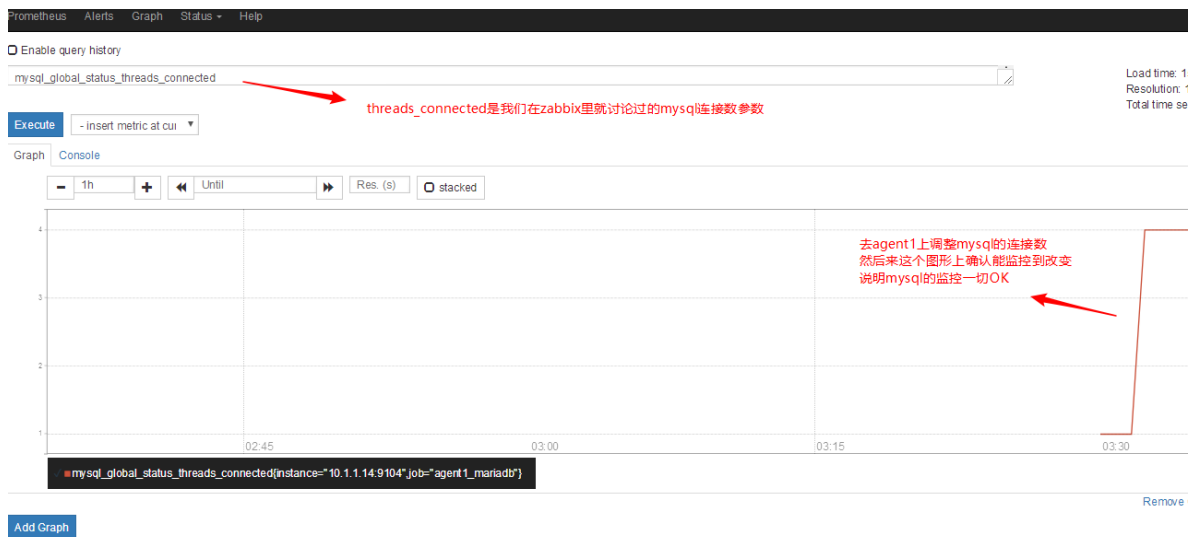 Prometheus Alerts Graph Status Help
Enable query history
mysql_global_status_threads_connected
Load time: 1
Resolution: 1
Total time se
threads_connected是我们在zabbix里就讨论过的mysql连接数参数
Execute - insert metric at cu
Graph Console
1h Until Res. (s) stacked
4
去agent1上调整mysql的连接数
然后来这个图形上确认能监控到改变
说明mysql的监控一切OK
3
2
1
02:45 03:00 03:15 03:30
mysql_global_status_threads_connected{instance="10.1.1.14:9104",job="agent1_mariadb"}
Remove
Add Graph